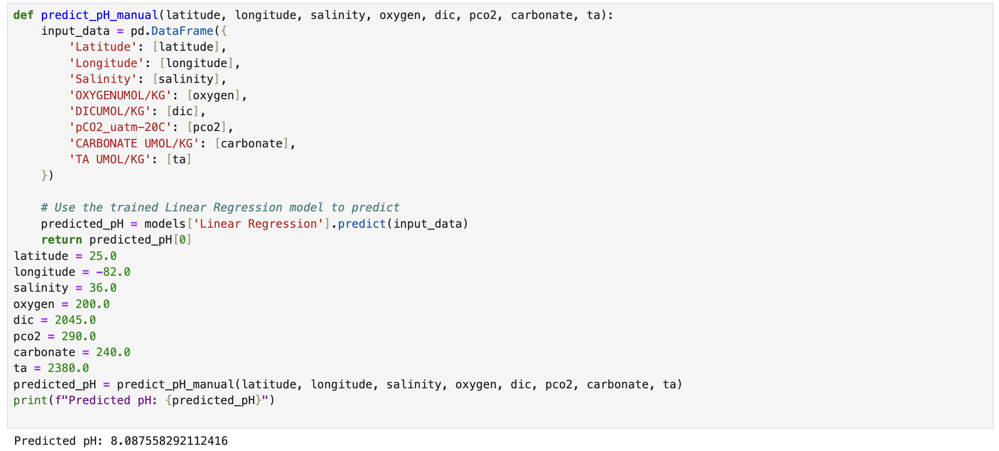 def predict_pH_manual(latitude, longitude, salinity, oxygen, dic, pco2, carbonate, ta):
    input_data = pd.DataFrame({
        'Latitude': [latitude],
        'Longitude': [longitude],
        'Salinity': [salinity],
        'OXYGENUMOL/KG': [oxygen],
        'DICUMOL/KG': [dic],
        'pCO2_uatm-20C': [pco2],
        'CARBONATE UMOL/KG': [carbonate],
        'TA UMOL/KG': [ta]
    })

    # Use the trained Linear Regression model to predict
    predicted_pH = models['Linear Regression'].predict(input_data)
    return predicted_pH[0]
latitude = 25.0
longitude = -82.0
salinity = 36.0
oxygen = 200.0
dic = 2045.0
pco2 = 290.0
carbonate = 240.0
ta = 2380.0
predicted_pH = predict_pH_manual(latitude, longitude, salinity, oxygen, dic, pco2, carbonate, ta)
print(f"Predicted pH: {predicted_pH}")
Predicted pH: 8.087558292112416